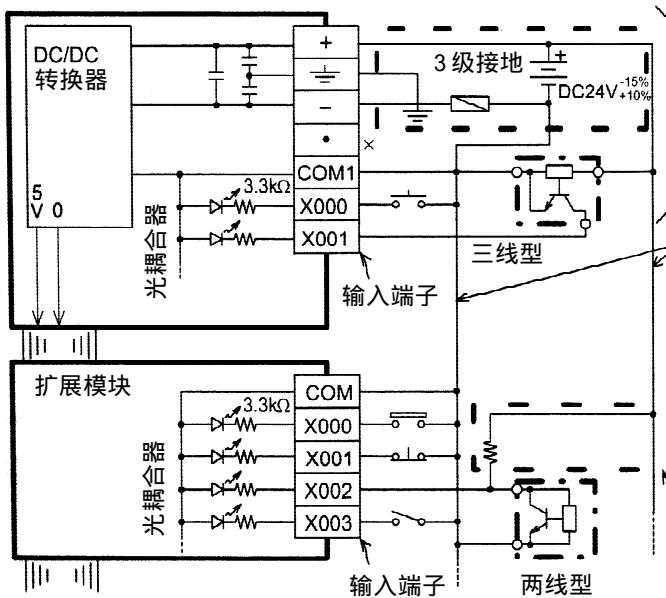 DC/DC
转换器
5
V 0
+
−
•
COM1
X000
X001
3.3kΩ
光耦合器
3级接地
+
DC24V -15%
+10%
×
三线型
输入端子
扩展模块
COM
X000
X001
X002
X003
3.3kΩ
光耦合器
输入端子
两线型